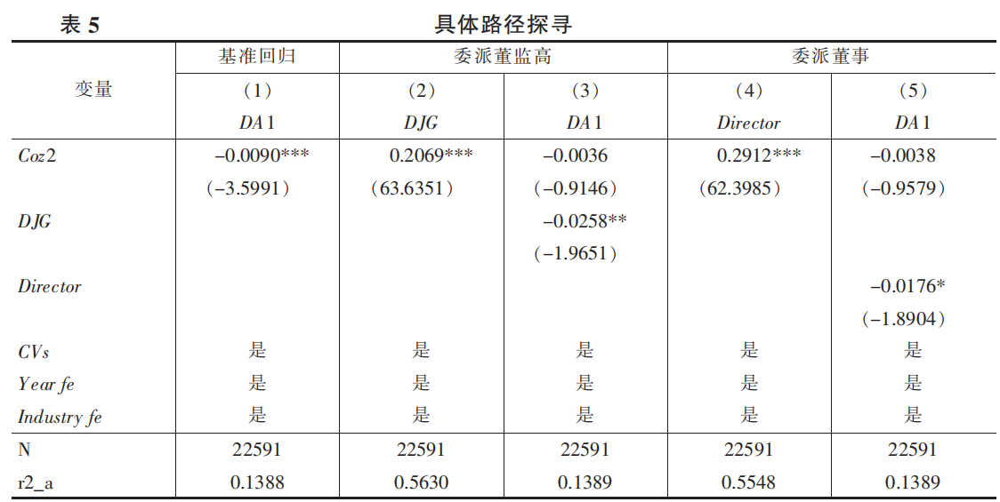 表 5 具体路径探寻
变量 基准回归 委派董监高 委派董事
(1) (2) (3) (4) (5)
DA1 DJG DA1 Director DA1
Coz2 -0.0090*** 0.2069*** -0.0036 0.2912*** -0.0038
(-3.5991) (63.6351) (-0.9146) (62.3985) (-0.9579)
DJG -0.0258**
(-1.9651)
Director -0.0176*
(-1.8904)
CVs 是 是 是 是 是
Year fe 是 是 是 是 是
Industry fe 是 是 是 是 是
N 22591 22591 22591 22591 22591
r2_a 0.1388 0.5630 0.1389 0.5548 0.1389